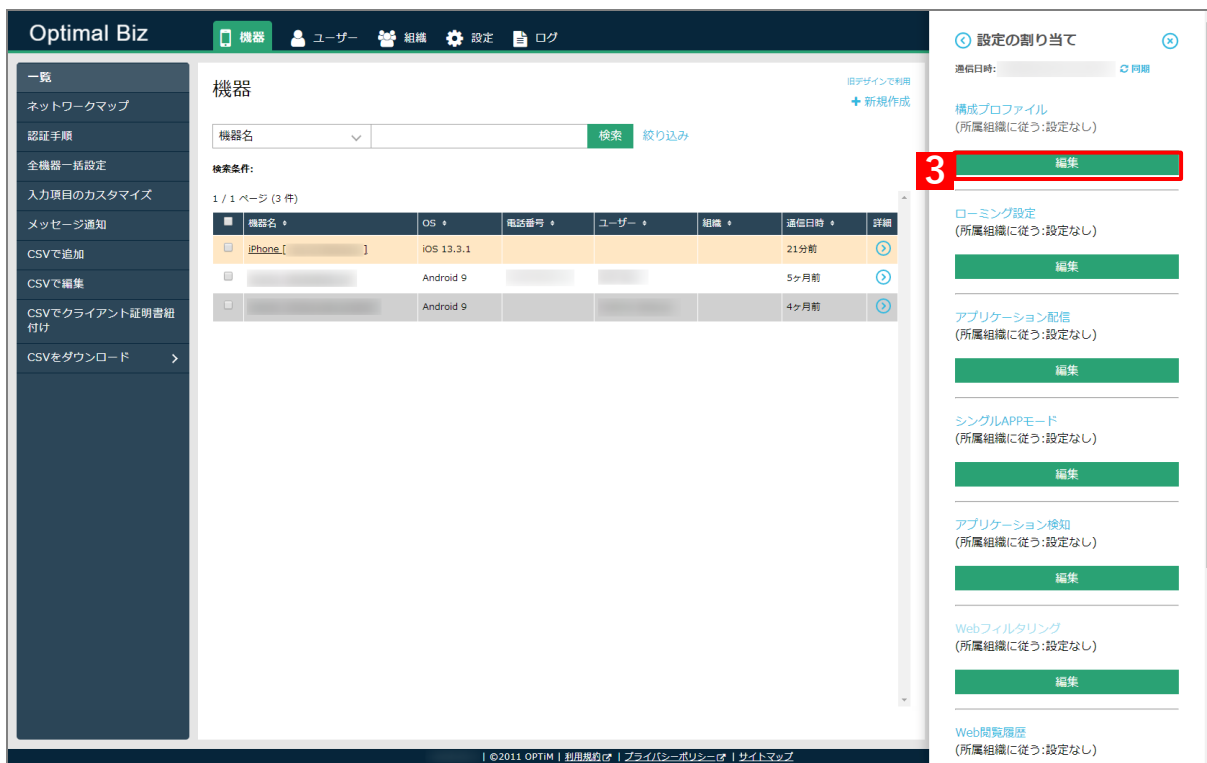 Optimal Biz
機器
ユーザー
組織
設定
ログ
一覧
ネットワークマップ
認証手順
全機器一括設定
入力項目のカスタマイズ
メッセージ通知
CSVで追加
CSVで編集
CSVでクライアント証明書紐
付け
CSVをダウンロード
機器
旧デザインで利用
新規作成
機器名
検索
絞り込み
検索条件:
1 / 1 ページ (3 件)
機器名 OS 電話番号 ユーザー 組織 通信日時 詳細
iPhone [ ] iOS 13.3.1 21分前
Android 9 5ヶ月前
Android 9 4ヶ月前
設定の割り当て
通信日時: 同期
構成プロファイル
(所属組織に従う:設定なし)
3
編集
ローミング設定
(所属組織に従う:設定なし)
編集
アプリケーション配信
(所属組織に従う:設定なし)
編集
シングルAPPモード
(所属組織に従う:設定なし)
編集
アプリケーション検知
(所属組織に従う:設定なし)
編集
Webフィルタリング
(所属組織に従う:設定なし)
編集
Web閲覧履歴
(所属組織に従う:設定なし)
| ©2011 OPTiM | 利用規約 | プライバシーポリシー | サイトマップ